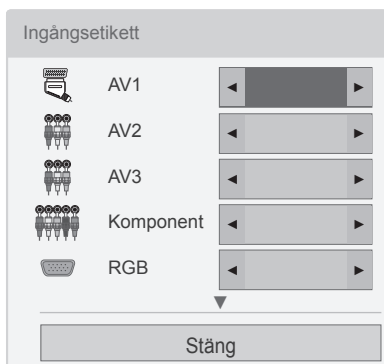 Ingångsetikett
AV1
AV2
AV3
Komponent
RGB
Stäng